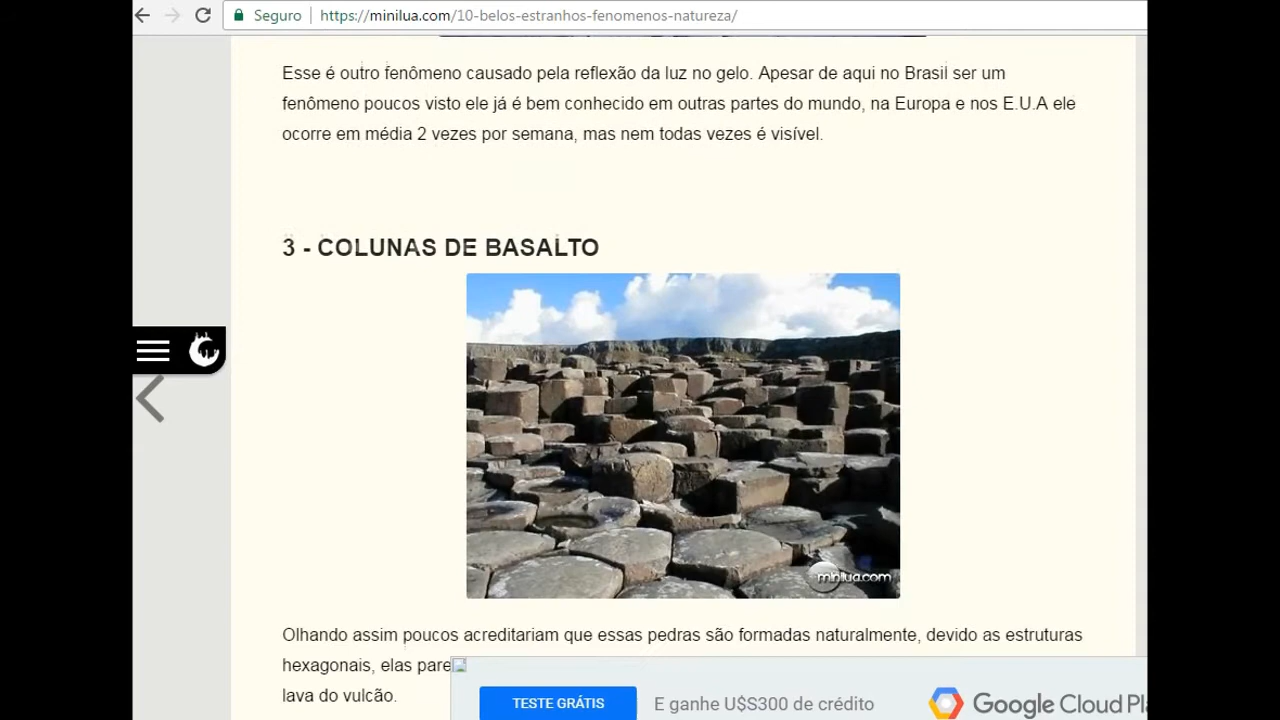 Seguro
https://minilua.com/10-belos-estranhos-fenomenos-natureza/
Esse é outro fenômeno causado pela reflexão da luz no gelo. Apesar de aqui no Brasil ser um
fenômeno poucos visto ele já é bem conhecido em outras partes do mundo, na Europa e nos E.U.A ele
ocorre em média 2 vezes por semana, mas nem todas vezes é visível.
3 - COLUNAS DE BASALTO
minilua.com
Olhando assim poucos acreditariam que essas pedras são formadas naturalmente, devido as estruturas
hexagonais, elas pare
lava do vulcão.
TESTE GRÁTIS
E ganhe U$S300 de crédito
Google Cloud Pla